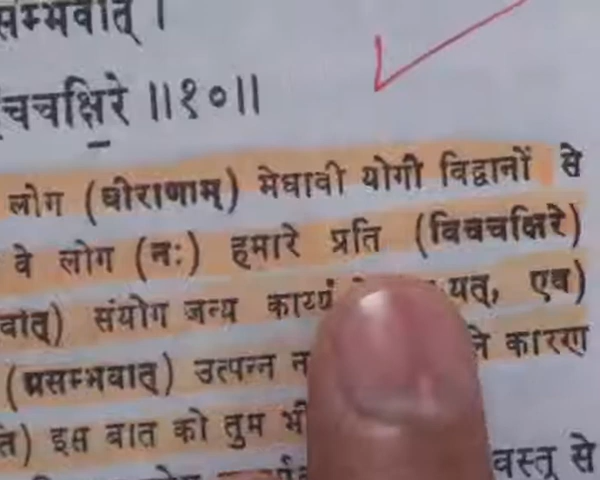 सम्भवात् ।
चचक्षिरे ॥१०॥
लोग (धीराणाम्) मेधावी योगी विद्वानों से
वे लोग (नः) हमारे प्रति (विचचक्षिरे)
वात्) संयोग जन्य कार्य्य यत्, एव)
(असम्भवात्) उत्पन्न न कारण
ति) इस बात को तुम भी
वस्तु से